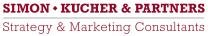 SIMON • KUCHER & PARTNERS
Strategy & Marketing Consultants